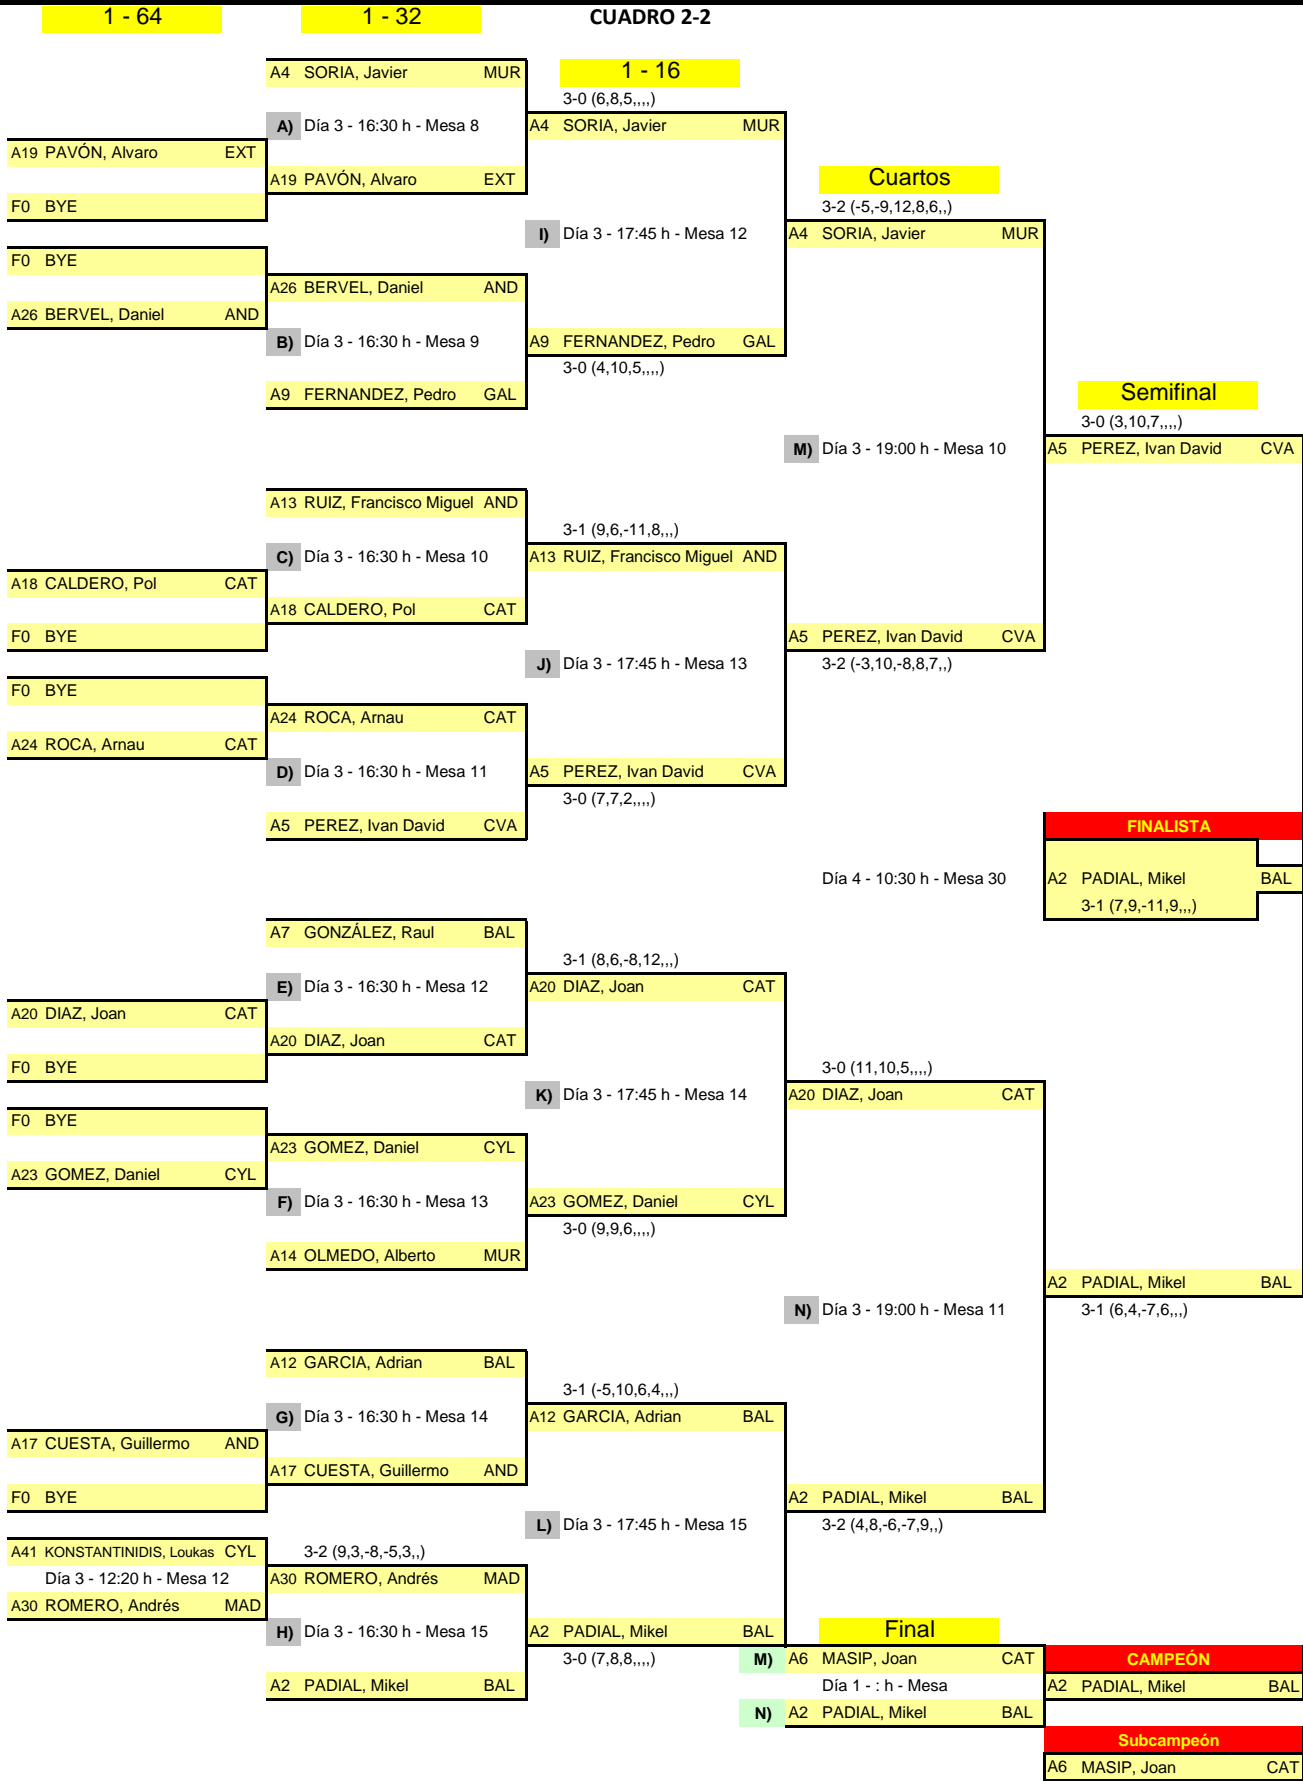 1 - 64 1 - 32 CUADRO 2-2
A4 SORIA, Javier MUR 1 - 16
3-0 (6,8,5,,,,)
A) Día 3 - 16:30 h - Mesa 8 A4 SORIA, Javier MUR
A19 PAVÓN, Alvaro EXT
A19 PAVÓN, Alvaro EXT Cuartos
F0 BYE 3-2 (-5,-9,12,8,6,,)
I) Día 3 - 17:45 h - Mesa 12 A4 SORIA, Javier MUR
F0 BYE
A26 BERVEL, Daniel AND
A26 BERVEL, Daniel AND
B) Día 3 - 16:30 h - Mesa 9 A9 FERNANDEZ, Pedro GAL
3-0 (4,10,5,,,,)
A9 FERNANDEZ, Pedro GAL Semifinal
3-0 (3,10,7,,,,)
M) Día 3 - 19:00 h - Mesa 10 A5 PEREZ, Ivan David CVA
A13 RUIZ, Francisco Miguel AND
3-1 (9,6,-11,8,,,)
C) Día 3 - 16:30 h - Mesa 10 A13 RUIZ, Francisco Miguel AND
A18 CALDERO, Pol CAT
A18 CALDERO, Pol CAT
F0 BYE A5 PEREZ, Ivan David CVA
J) Día 3 - 17:45 h - Mesa 13 3-2 (-3,10,-8,8,7,,)
F0 BYE
A24 ROCA, Arnau CAT
A24 ROCA, Arnau CAT
D) Día 3 - 16:30 h - Mesa 11 A5 PEREZ, Ivan David CVA
3-0 (7,7,2,,,,)
A5 PEREZ, Ivan David CVA FINALISTA
Día 4 - 10:30 h - Mesa 30 A2 PADIAL, Mikel BAL
3-1 (7,9,-11,9,,,)
A7 GONZÁLEZ, Raul BAL
3-1 (8,6,-8,12,,,)
E) Día 3 - 16:30 h - Mesa 12 A20 DIAZ, Joan CAT
A20 DIAZ, Joan CAT
A20 DIAZ, Joan CAT
F0 BYE 3-0 (11,10,5,,,,)
K) Día 3 - 17:45 h - Mesa 14 A20 DIAZ, Joan CAT
F0 BYE
A23 GOMEZ, Daniel CYL
A23 GOMEZ, Daniel CYL
F) Día 3 - 16:30 h - Mesa 13 A23 GOMEZ, Daniel CYL
3-0 (9,9,6,,,,)
A14 OLMEDO, Alberto MUR
A2 PADIAL, Mikel BAL
N) Día 3 - 19:00 h - Mesa 11 3-1 (6,4,-7,6,,,)
A12 GARCIA, Adrian BAL
3-1 (-5,10,6,4,,,)
G) Día 3 - 16:30 h - Mesa 14 A12 GARCIA, Adrian BAL
A17 CUESTA, Guillermo AND
A17 CUESTA, Guillermo AND
F0 BYE A2 PADIAL, Mikel BAL
L) Día 3 - 17:45 h - Mesa 15 3-2 (4,8,-6,-7,9,,)
A41 KONSTANTINIDIS, Loukas CYL 3-2 (9,3,-8,-5,3,,)
Día 3 - 12:20 h - Mesa 12 A30 ROMERO, Andrés MAD
A30 ROMERO, Andrés MAD
H) Día 3 - 16:30 h - Mesa 15 A2 PADIAL, Mikel BAL Final
3-0 (7,8,8,,,,) M) A6 MASIP, Joan CAT CAMPEÓN
A2 PADIAL, Mikel BAL Día 1 - : h - Mesa A2 PADIAL, Mikel BAL
N) A2 PADIAL, Mikel BAL
Subcampeón
A6 MASIP, Joan CAT